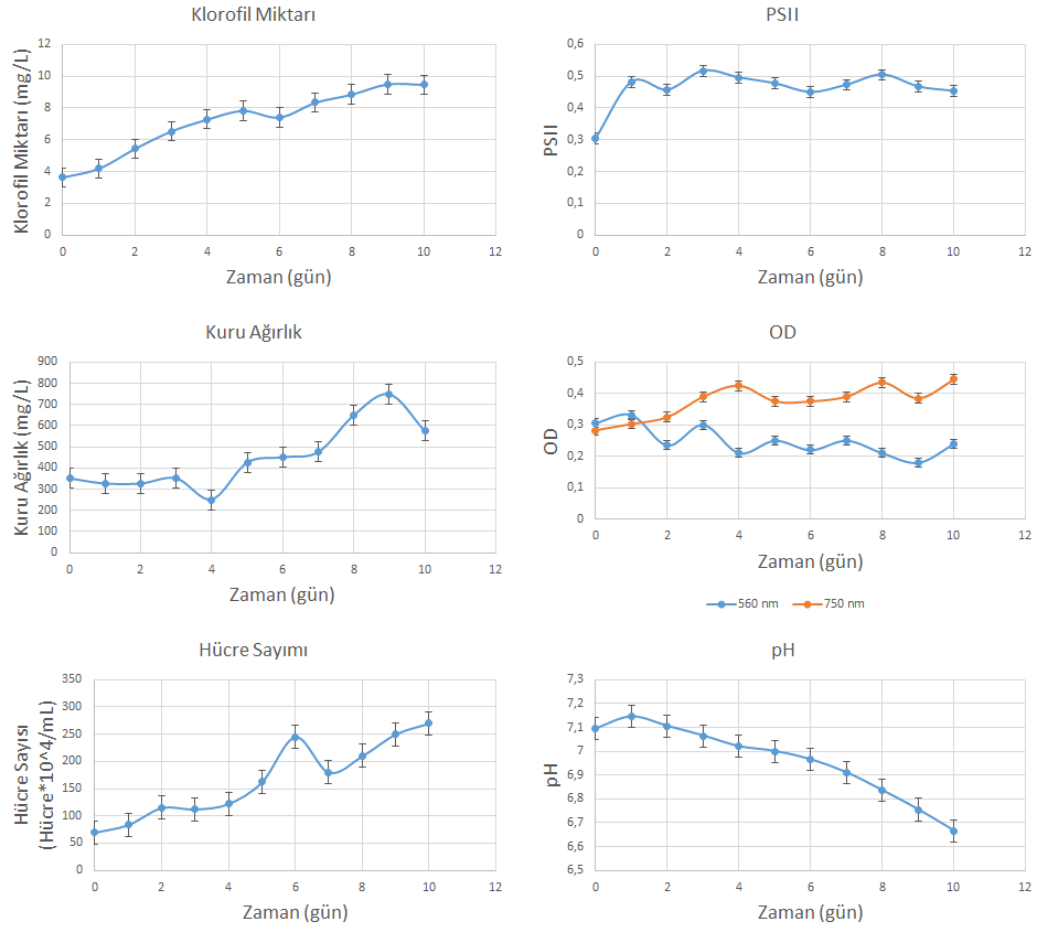 Klorofil Miktarı
Klorofil Miktarı (mg/L)
12
10
8
6
4
2
0
0 2 4 6 8 10 12
Zaman (gün)
PSII
PSII
0,6
0,5
0,4
0,3
0,2
0,1
0
0 2 4 6 8 10 12
Zaman (gün)
Kuru Ağırlık
Kuru Ağırlık (mg/L)
900
800
700
600
500
400
300
200
100
0
0 2 4 6 8 10 12
Zaman (gün)
OD
OD
0,5
0,4
0,3
0,2
0,1
0
0 2 4 6 8 10 12
Zaman (gün)
560 nm 750 nm
Hücre Sayımı
Hücre Sayısı
(Hücre*10^4/mL)
350
300
250
200
150
100
50
0
0 2 4 6 8 10 12
Zaman (gün)
pH
pH
7,3
7,2
7,1
7
6,9
6,8
6,7
6,6
6,5
0 2 4 6 8 10 12
Zaman (gün)